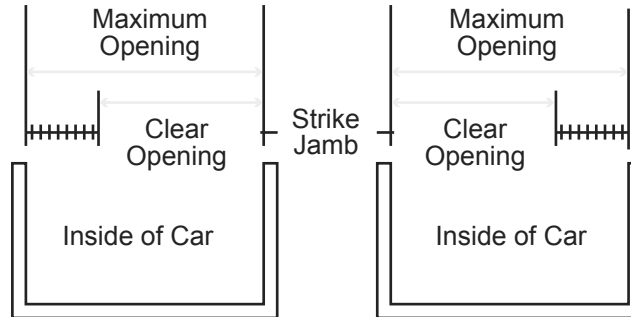 Maximum
Opening
Maximum
Opening
Clear
Opening
Strike
Jamb
Clear
Opening
Inside of Car
Inside of Car